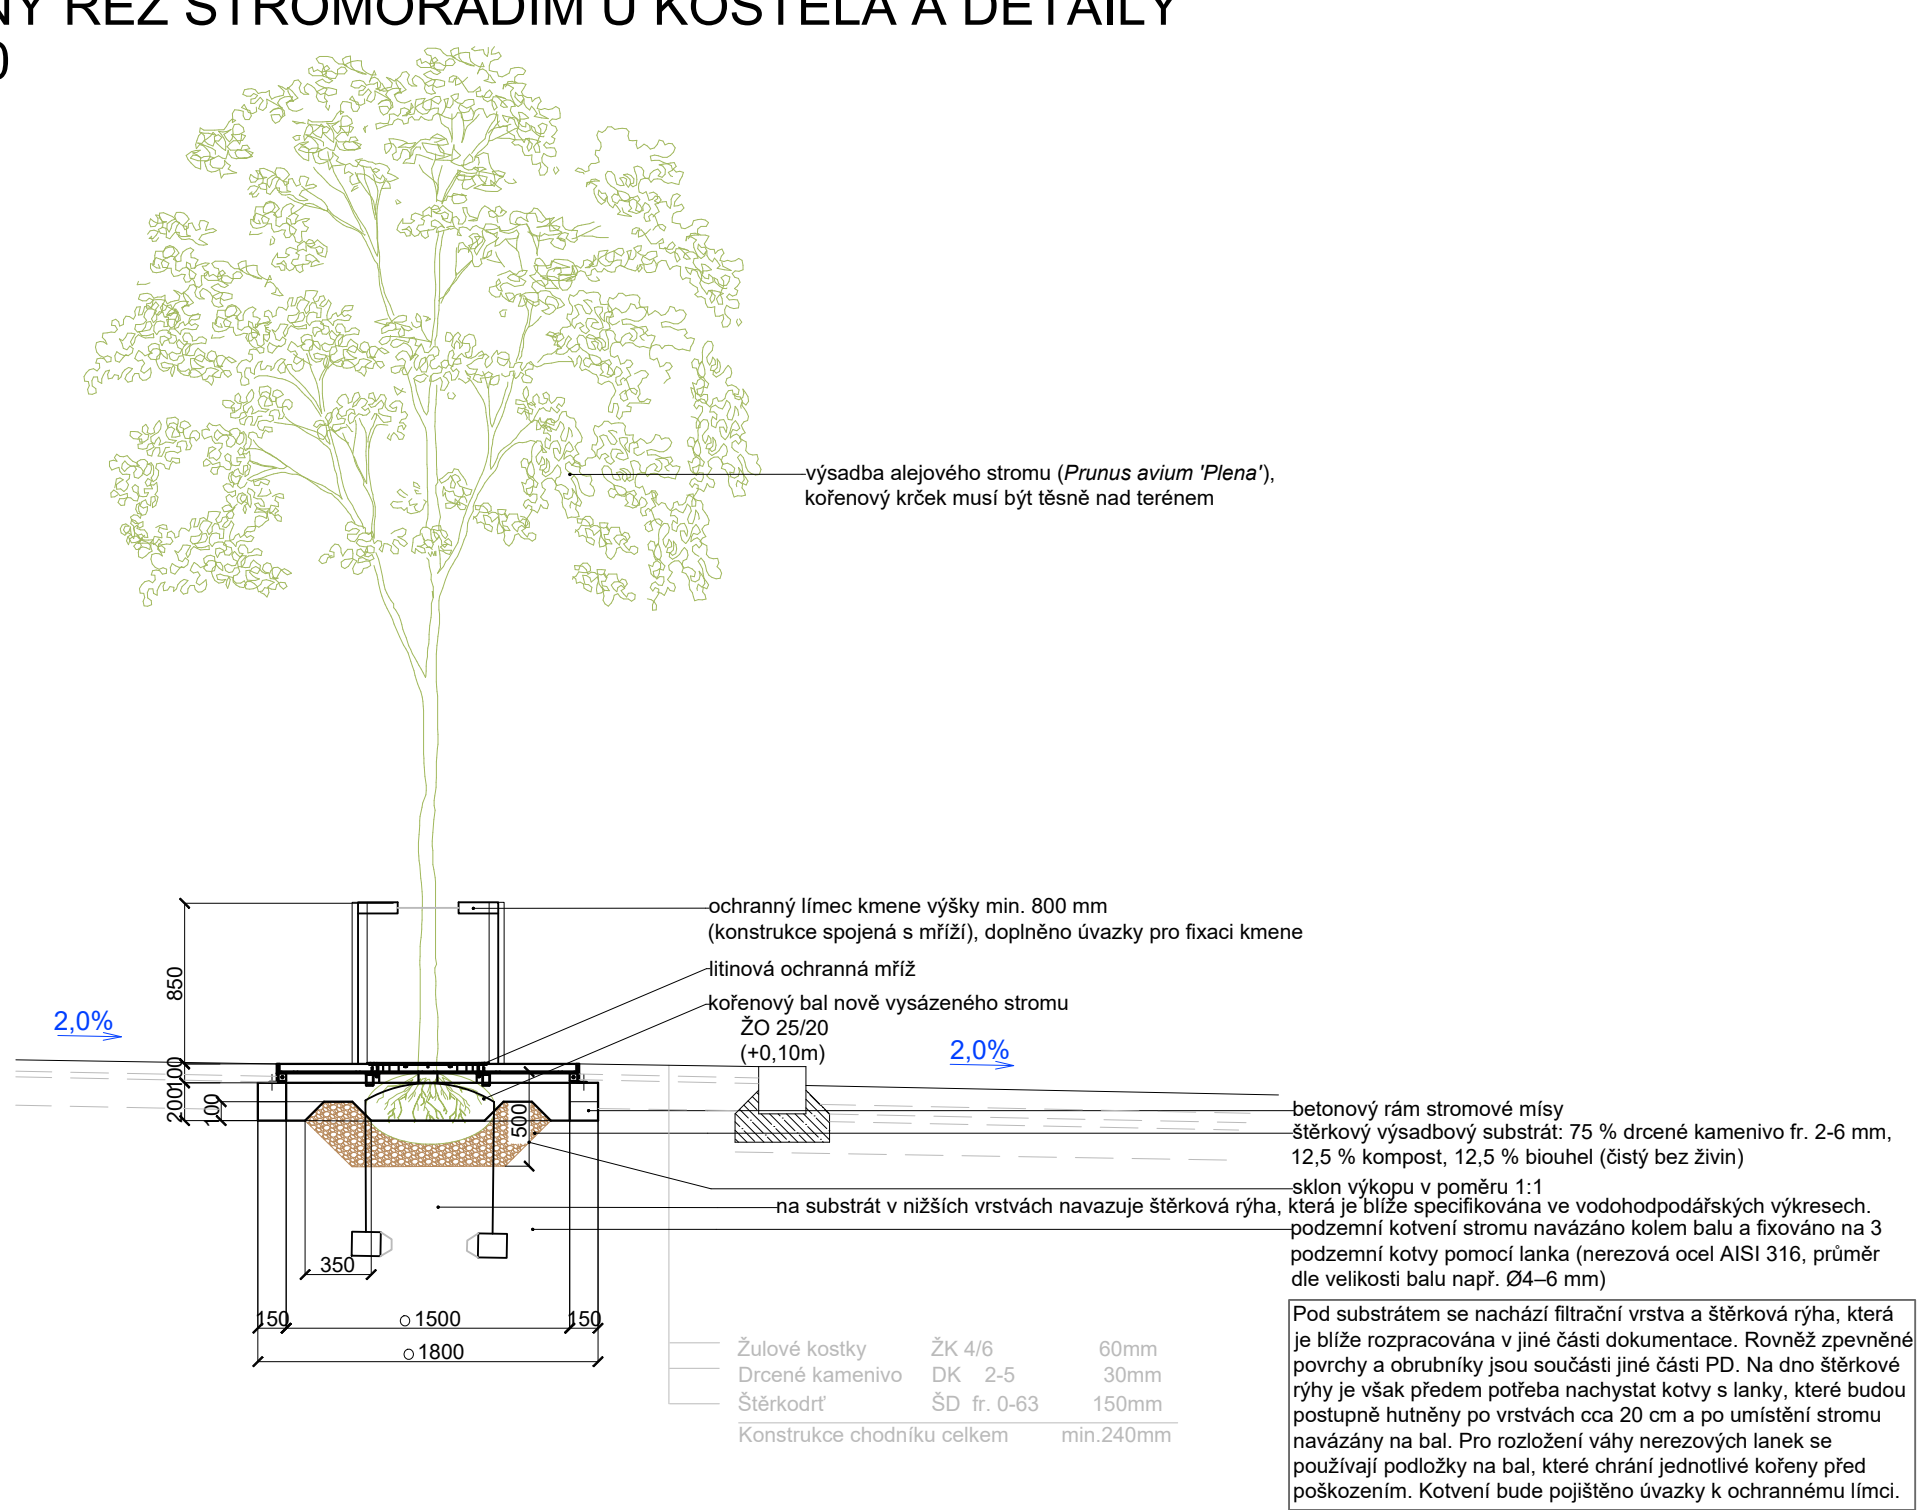 NÝ ŘEZ STROMOŘADÍM U KOSTELA A DETAILY
0
výsadba alejového stromu (Prunus avium 'Plena'),
kořenový krček musí být těsně nad terénem
ochranný límec kmene výšky min. 800 mm
(konstrukce spojená s mříží), doplněno úvazky pro fixaci kmene
litinová ochranná mříž
kořenový bal nově vysázeného stromu
ŽO 25/20
(+0,10m)
2,0%
2,0%
850
100
200
100
500
betonový rám stromové mísy
štěrkový výsadbový substrát: 75 % drcené kamenivo fr. 2-6 mm,
12,5 % kompost, 12,5 % biouhel (čistý bez živin)
sklon výkopu v poměru 1:1
na substrát v nižších vrstvách navazuje štěrková rýha, která je blíže specifikována ve vodohodpodářských výkresech.
podzemní kotvení stromu navázáno kolem balu a fixováno na 3
podzemní kotvy pomocí lanka (nerezová ocel AISI 316, průměr
dle velikosti balu např. Ø4–6 mm)
350
150
○ 1500
150
○ 1800
Žulové kostky ŽK 4/6 60mm
Drcené kamenivo DK 2-5 30mm
Štěrkodrť ŠD fr. 0-63 150mm
Konstrukce chodníku celkem min.240mm
Pod substrátem se nachází filtrační vrstva a štěrková rýha, která
je blíže rozpracována v jiné části dokumentace. Rovněž zpevněné
povrchy a obrubníky jsou součásti jiné části PD. Na dno štěrkové
rýhy je však předem potřeba nachystat kotvy s lanky, které budou
postupně hutněny po vrstvách cca 20 cm a po umístění stromu
navázány na bal. Pro rozložení váhy nerezových lanek se
používají podložky na bal, které chrání jednotlivé kořeny před
poškozením. Kotvení bude pojištěno úvazky k ochrannému límci.